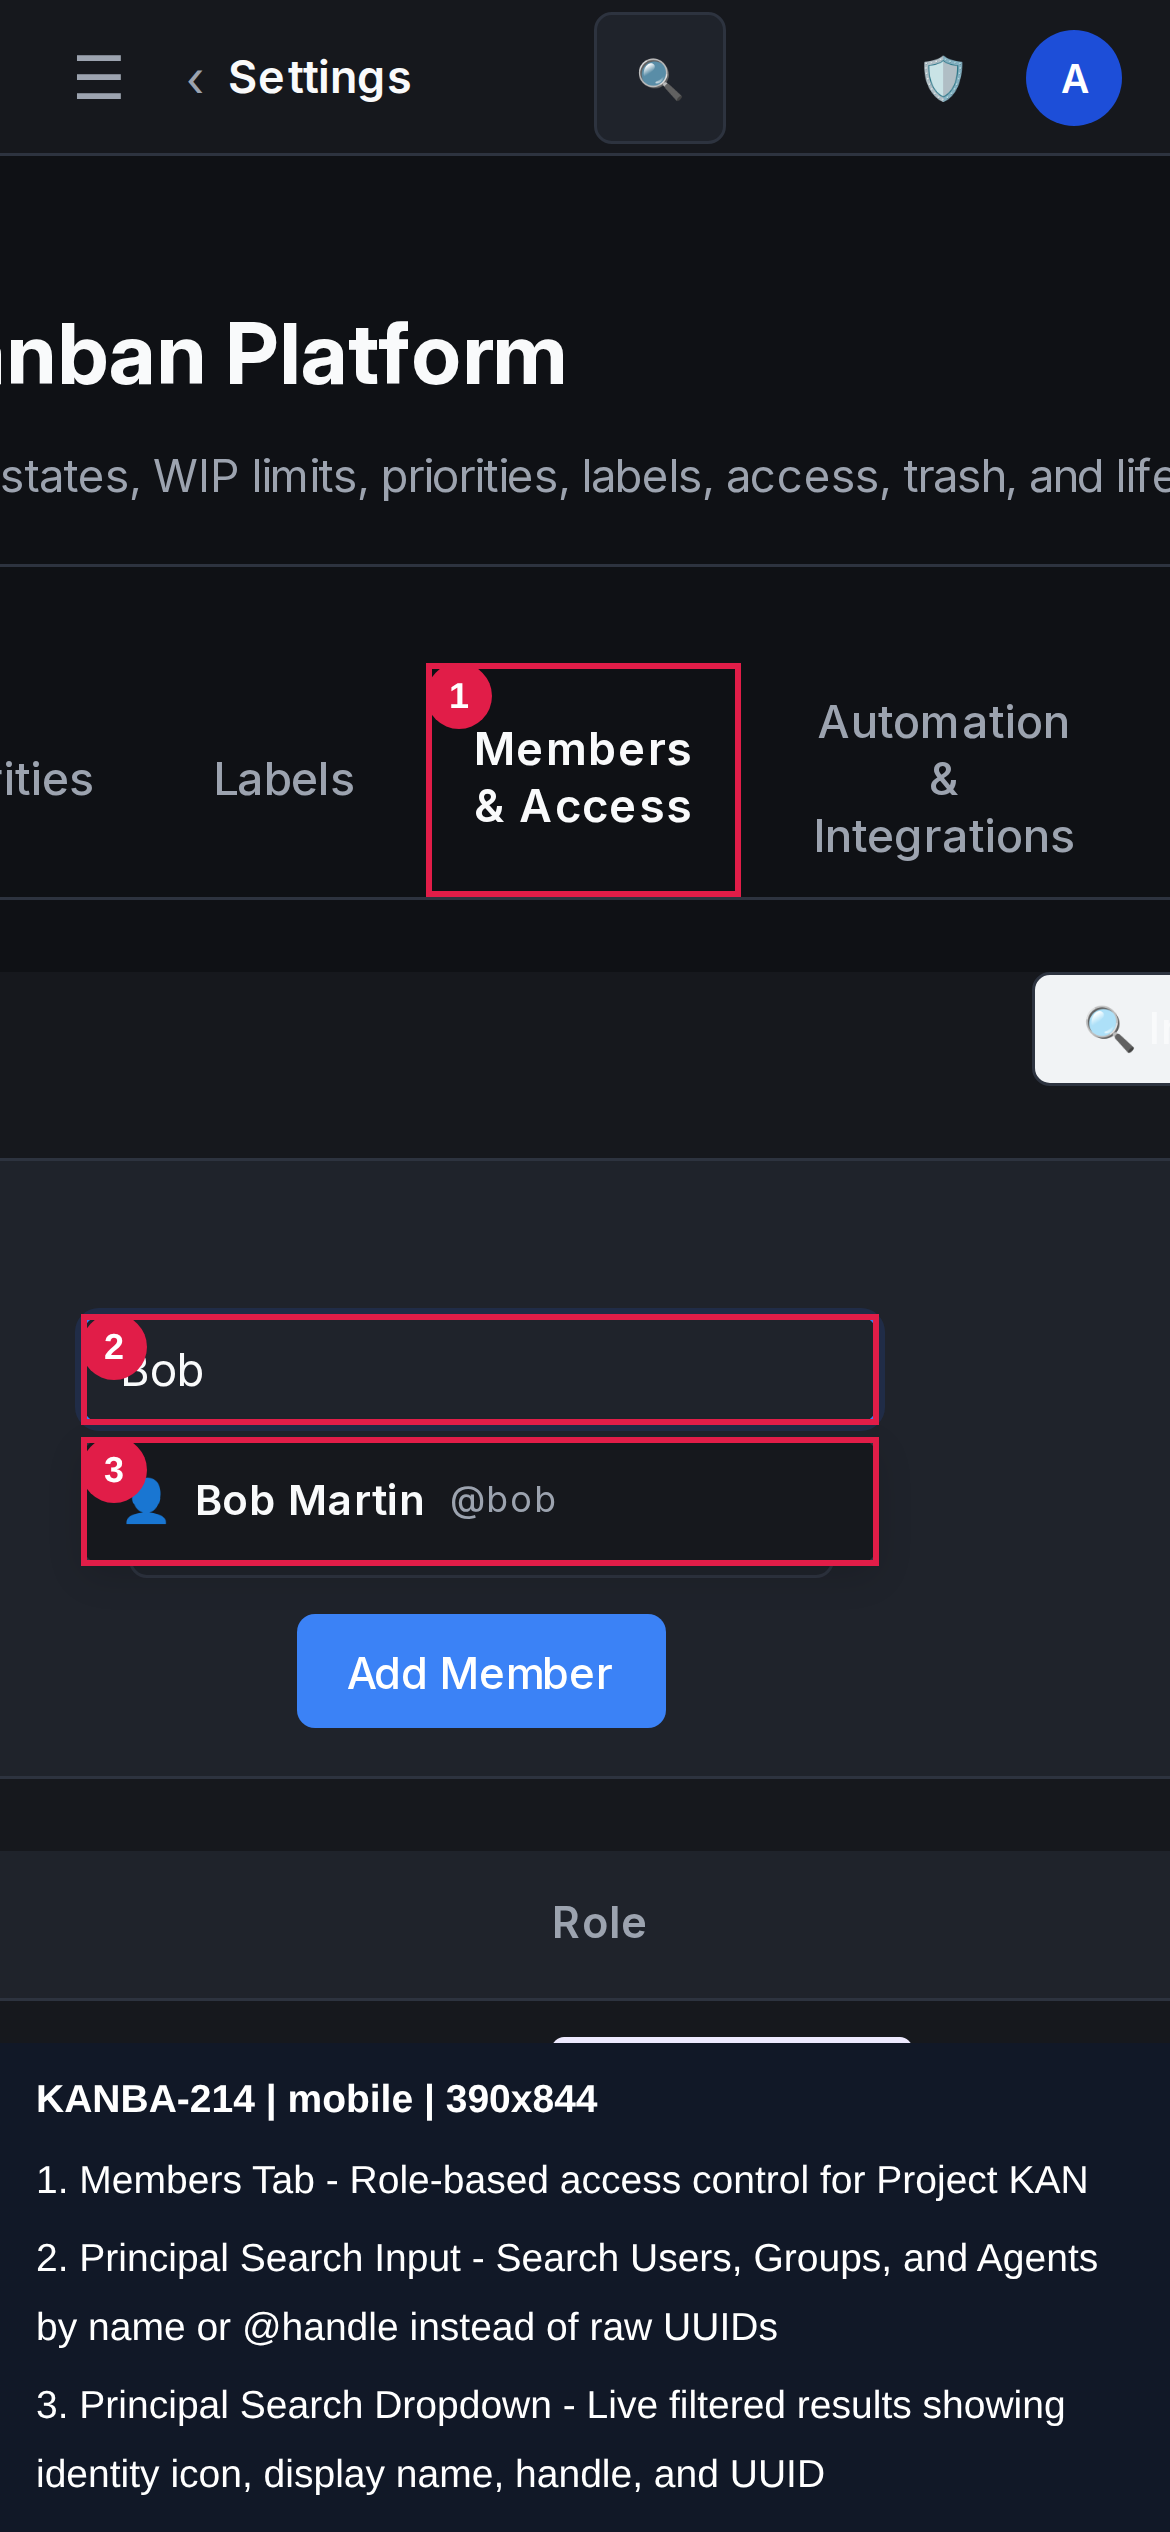 Settings
A
anban Platform
states, WIP limits, priorities, labels, access, trash, and life
rities
Labels
1
Members
& Access
Automation
&
Integrations
2
Bob
3
Bob Martin @bob
Add Member
Role
KANBA-214 | mobile | 390x844
1. Members Tab - Role-based access control for Project KAN
2. Principal Search Input - Search Users, Groups, and Agents
by name or @handle instead of raw UUIDs
3. Principal Search Dropdown - Live filtered results showing
identity icon, display name, handle, and UUID